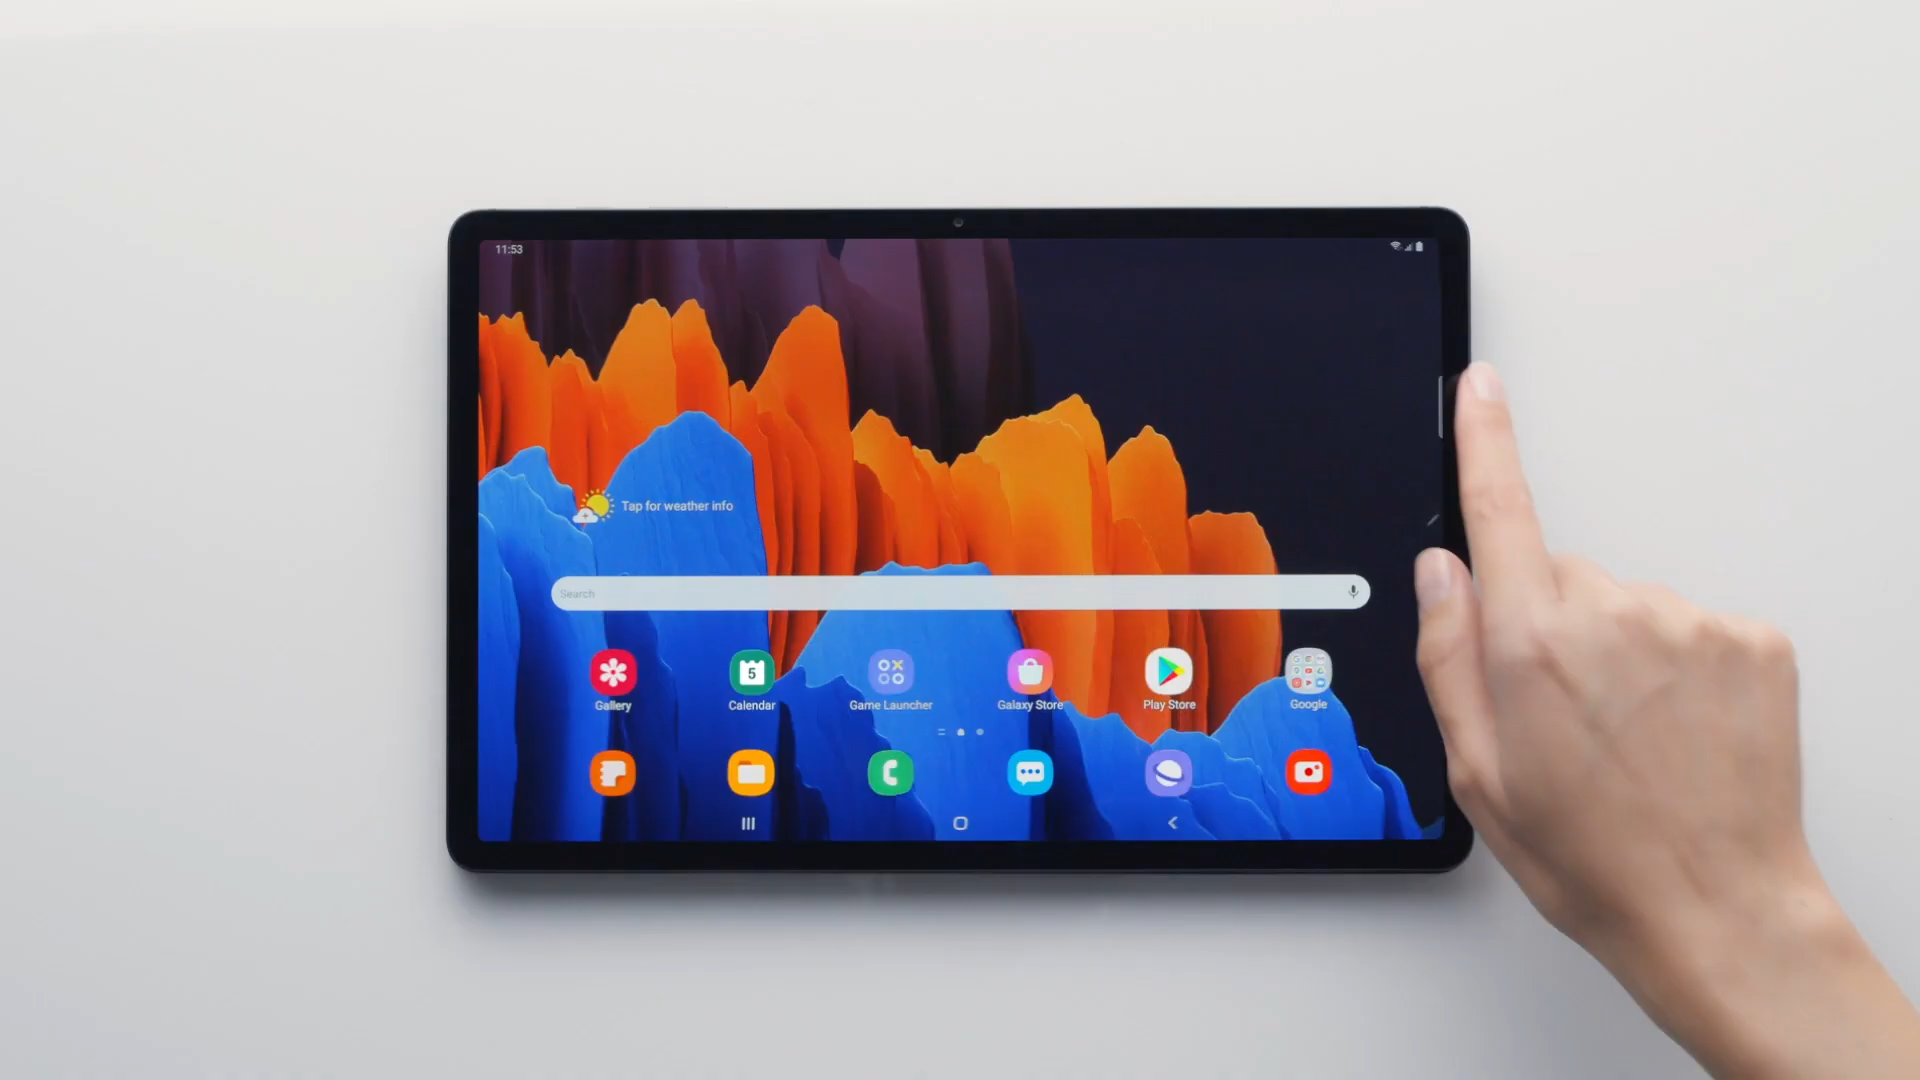 11:53
Tap for weather info
Search
5
Gallery
Calendar
Game Launcher
Galaxy Store
Play Store
Google